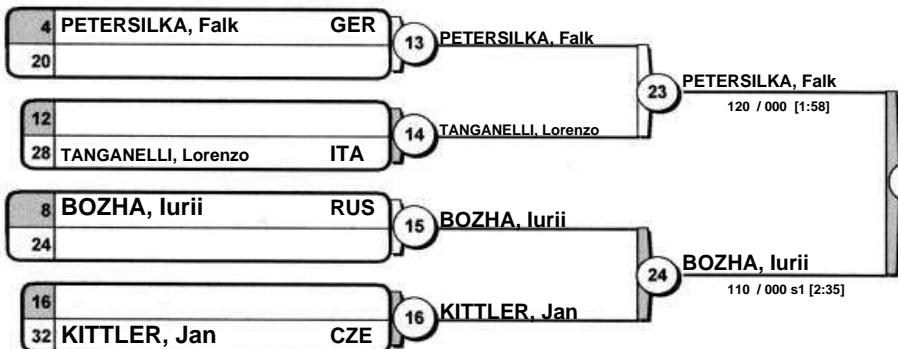 4 PETERSILKA, Falk GER
20
13 PETERSILKA, Falk
12
28 TANGANELLI, Lorenzo ITA
14 TANGANELLI, Lorenzo
23 PETERSILKA, Falk
120 / 000 [1:58]
8 BOZHA, Iurii RUS
24
15 BOZHA, Iurii
16
32 KITTLER, Jan CZE
16 KITTLER, Jan
24 BOZHA, Iurii
110 / 000 s1 [2:35]